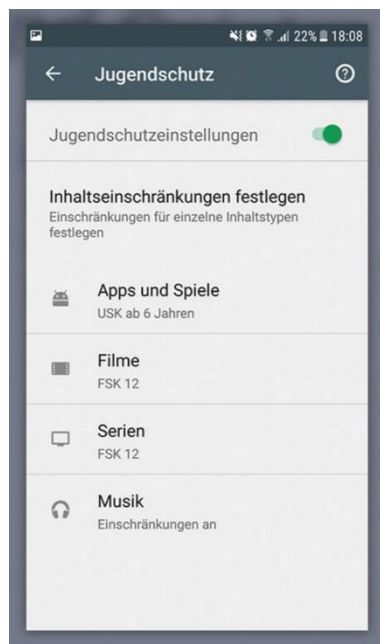 22% 18:08
Jugendschutz
Jugendschutzeinstellungen
Inhaltseinschränkungen festlegen
Einschränkungen für einzelne Inhaltstypen
festlegen
Apps und Spiele
USK ab 6 Jahren
Filme
FSK 12
Serien
FSK 12
Musik
Einschränkungen an